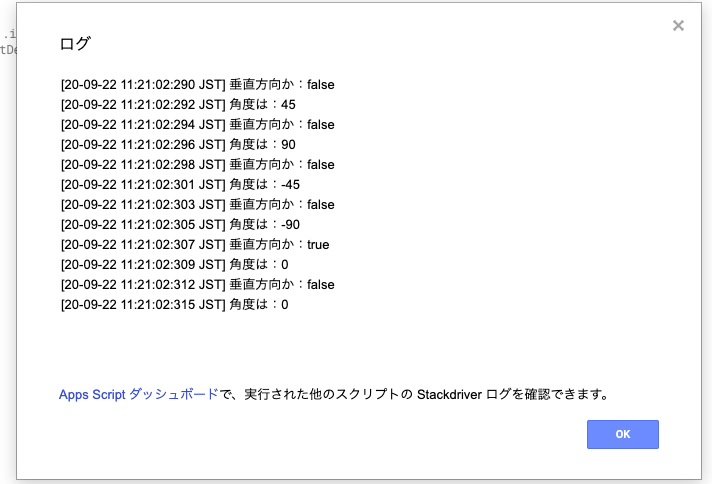 .i
tDe
ログ
[20-09-22 11:21:02:290 JST] 垂直方向か：false
[20-09-22 11:21:02:292 JST] 角度は：45
[20-09-22 11:21:02:294 JST] 垂直方向か：false
[20-09-22 11:21:02:296 JST] 角度は：90
[20-09-22 11:21:02:298 JST] 垂直方向か：false
[20-09-22 11:21:02:301 JST] 角度は：-45
[20-09-22 11:21:02:303 JST] 垂直方向か：false
[20-09-22 11:21:02:305 JST] 角度は：-90
[20-09-22 11:21:02:307 JST] 垂直方向か：true
[20-09-22 11:21:02:309 JST] 角度は：0
[20-09-22 11:21:02:312 JST] 垂直方向か：false
[20-09-22 11:21:02:315 JST] 角度は：0
Apps Script ダッシュボードで、実行された他のスクリプトの Stackdriver ログを確認できます。
OK